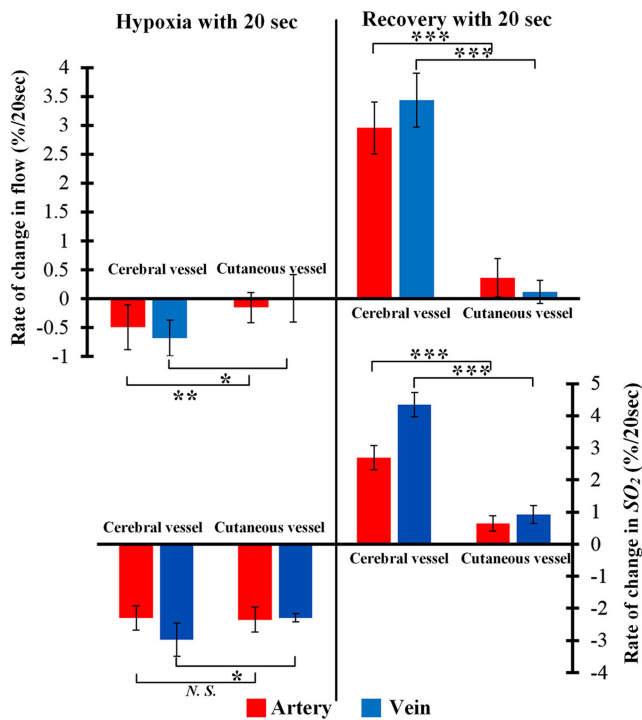 Hypoxia with 20 sec
Recovery with 20 sec
***
***
Rate of change in flow (%/20sec)
4
3.5
3
2.5
2
1.5
1
0.5
0
-0.5
-1
Cerebral vessel
Cutaneous vessel
Cerebral vessel
Cutaneous vessel
*
**
***
***
Cerebral vessel
Cutaneous vessel
Cerebral vessel
Cutaneous vessel
5
4
3
2
1
0
-1
-2
-3
-4
Rate of change in SO₂ (%/20sec)
*
N. S.
Artery
Vein